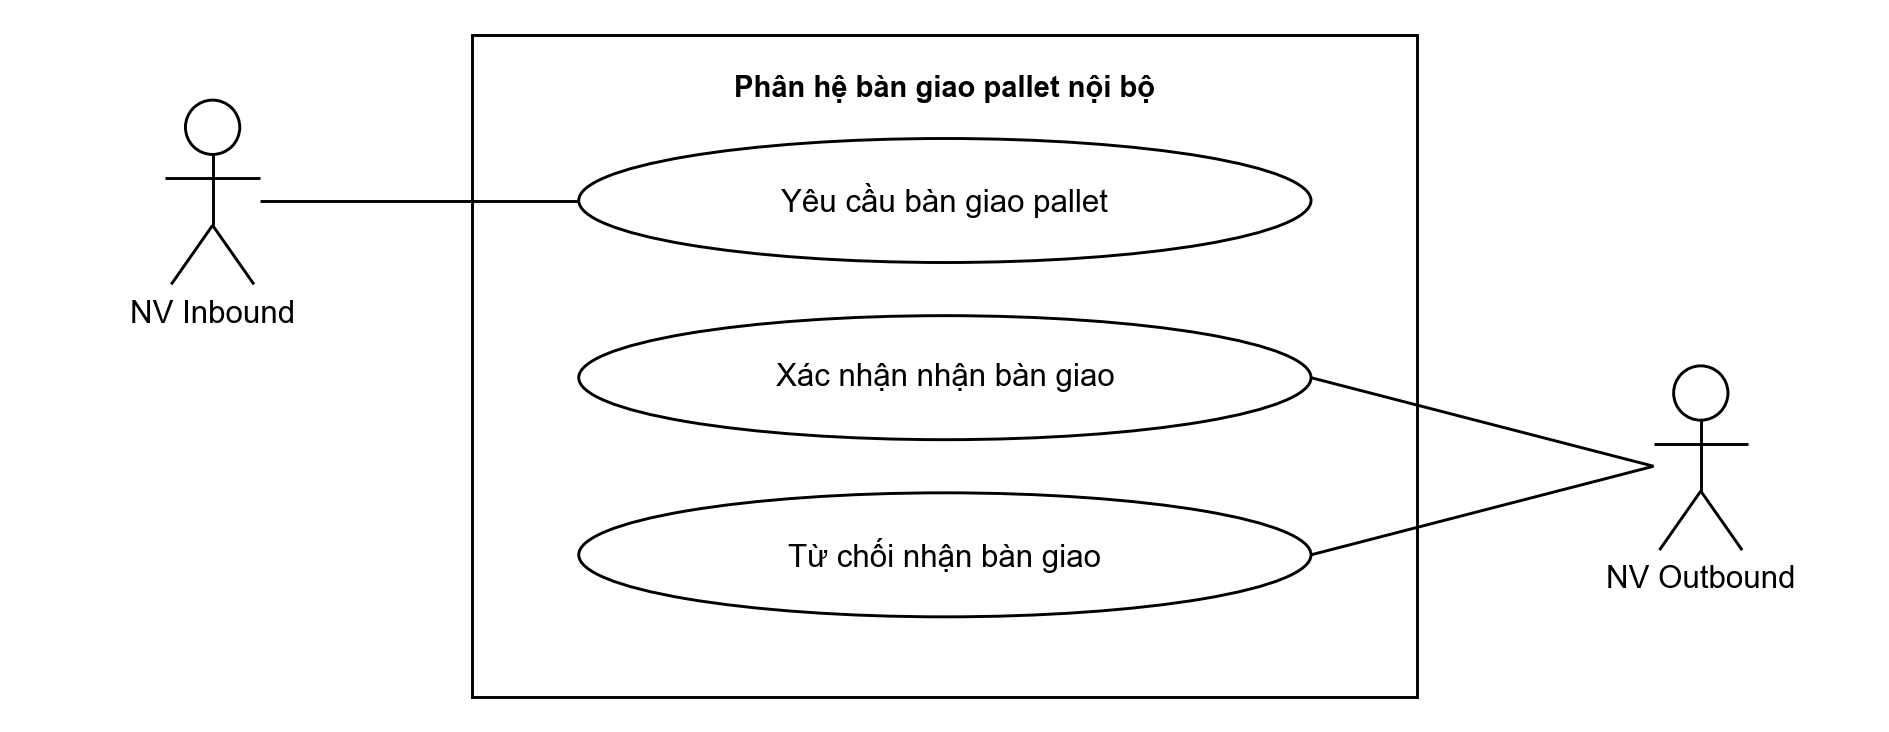 Phân hệ bàn giao pallet nội bộ
Yêu cầu bàn giao pallet
NV Inbound
Xác nhận nhận bàn giao
Từ chối nhận bàn giao
NV Outbound